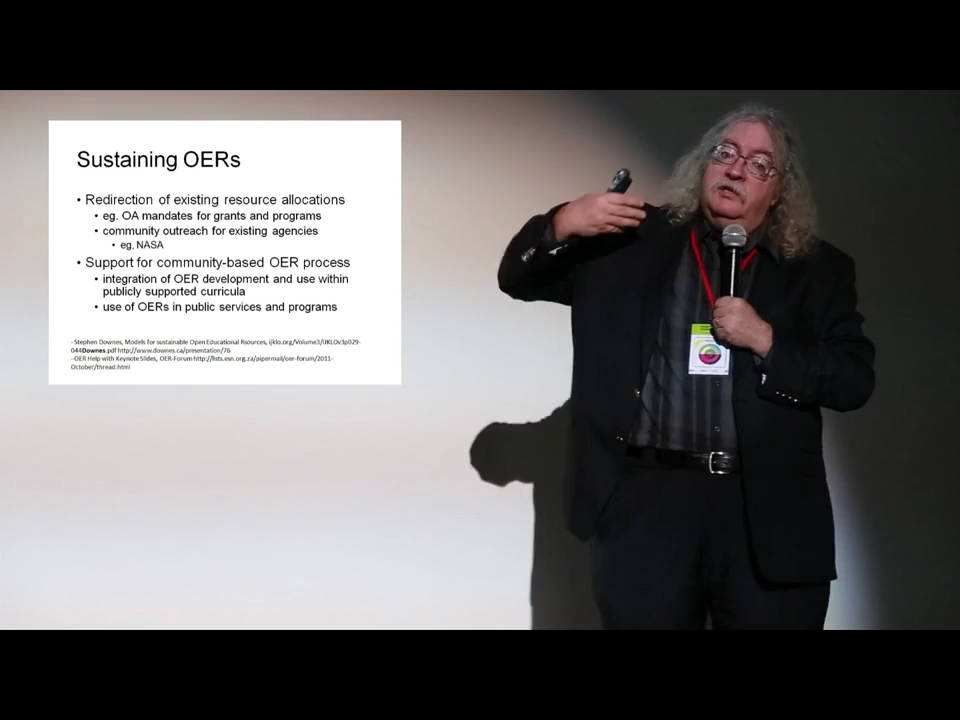 Sustaining OERs
• Redirection of existing resource allocations
• eg. OA mandates for grants and programs
• community outreach for existing agencies
• eg, NASA
• Support for community-based OER process
• integration of OER development and use within
publicly supported curricula
• use of OERs in public services and programs
- Stephen Downes, Models for sustainable Open Educational Rsources, ijklo.org/Volume3/IJKLOv3p029-
044Downes.pdf http://www.downes.ca/presentation/76
- OER Help with Keynote Slides, OER-Forum http://lists.esn.org.za/pipermail/oer-forum/2011-
October/thread.html